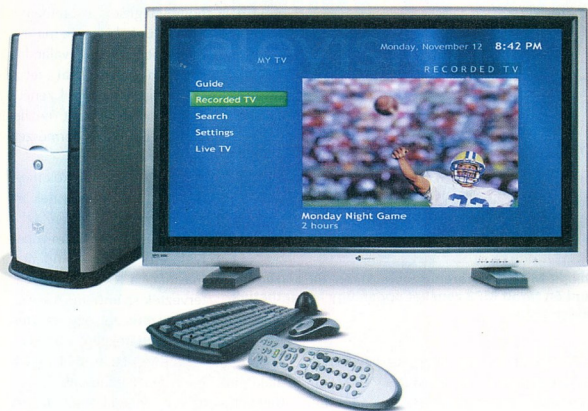 Monday, November 12 8:42 PM
MY TV
RECORDED TV
Guide
Recorded TV
Search
Settings
Live TV
Monday Night Game
2 hours